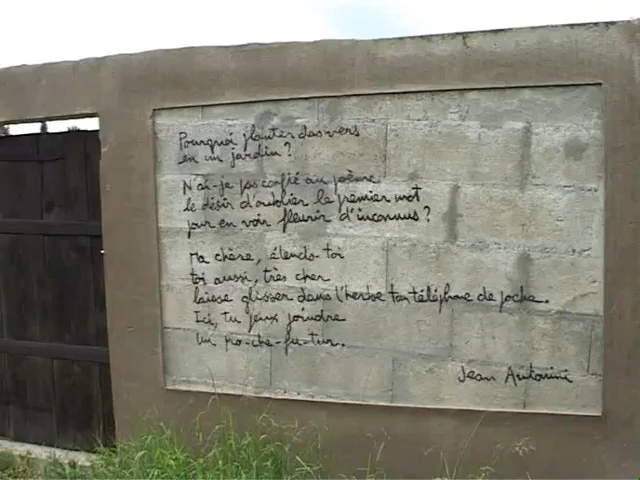 Pourquoi planter des vers
en un jardin ?
N'ai-je pas confié au poème
le désir d'oublier le premier mot
pour en voir fleurir d'inconnus ?
Ma chère, étends-toi
toi aussi, très cher
laisse glisser dans l'herbe ton téléphone de poche.
Ici, tu peux joindre
un pro-che-fu-tur.
Jean Antonini